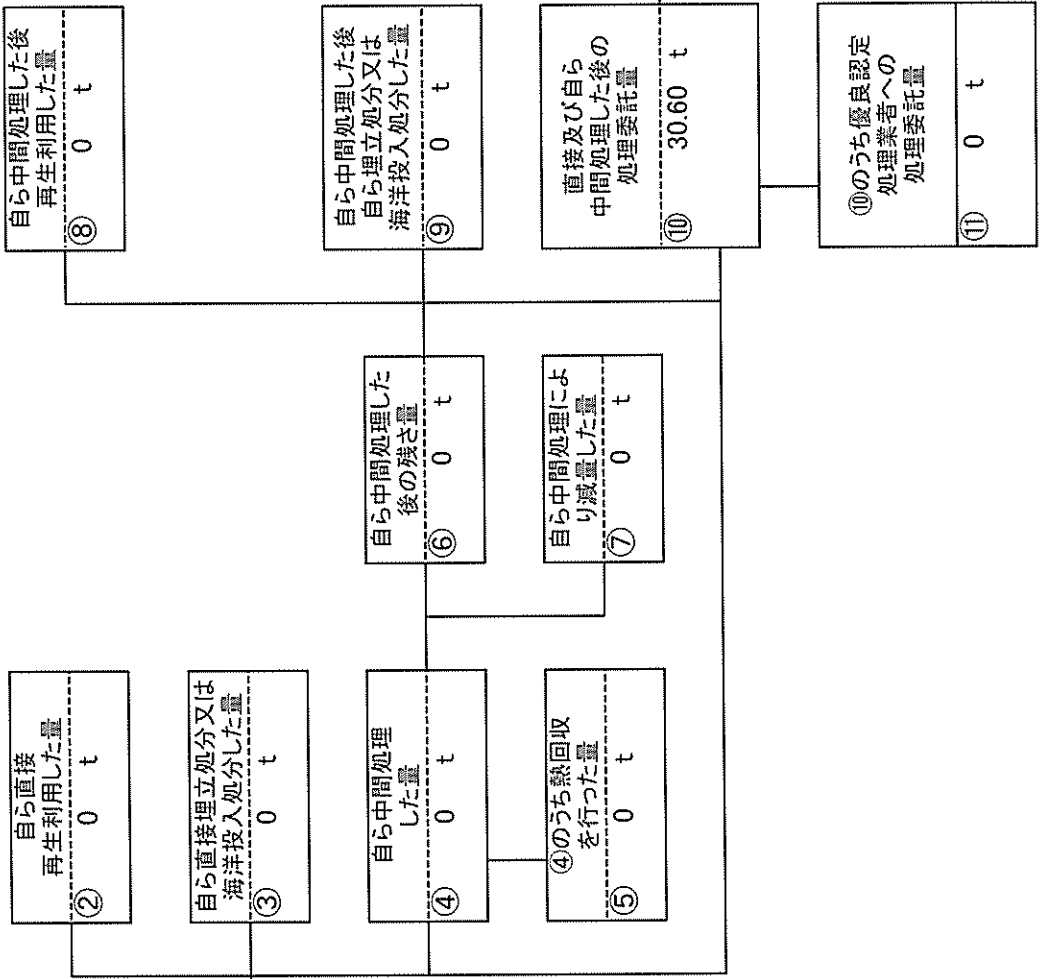 自ら直接
再生利用した量
② 0 t
自ら直接埋立処分又は
海洋投入処分した量
③ 0 t
自ら中間処理
した量
④ 0 t
④のうち熱回収
を行った量
⑤ 0 t
自ら中間処理した
後の残さ量
⑥ 0 t
自ら中間処理によ
り減量した量
⑦ 0 t
自ら中間処理した後
再生利用した量
⑧ 0 t
自ら中間処理した後
自ら埋立処分又は
海洋投入処分した量
⑨ 0 t
直接及び自ら
中間処理した後の
処理委託量
⑩ 30.60 t
⑩のうち優良認定
処理業者への
処理委託量
⑪ 0 t